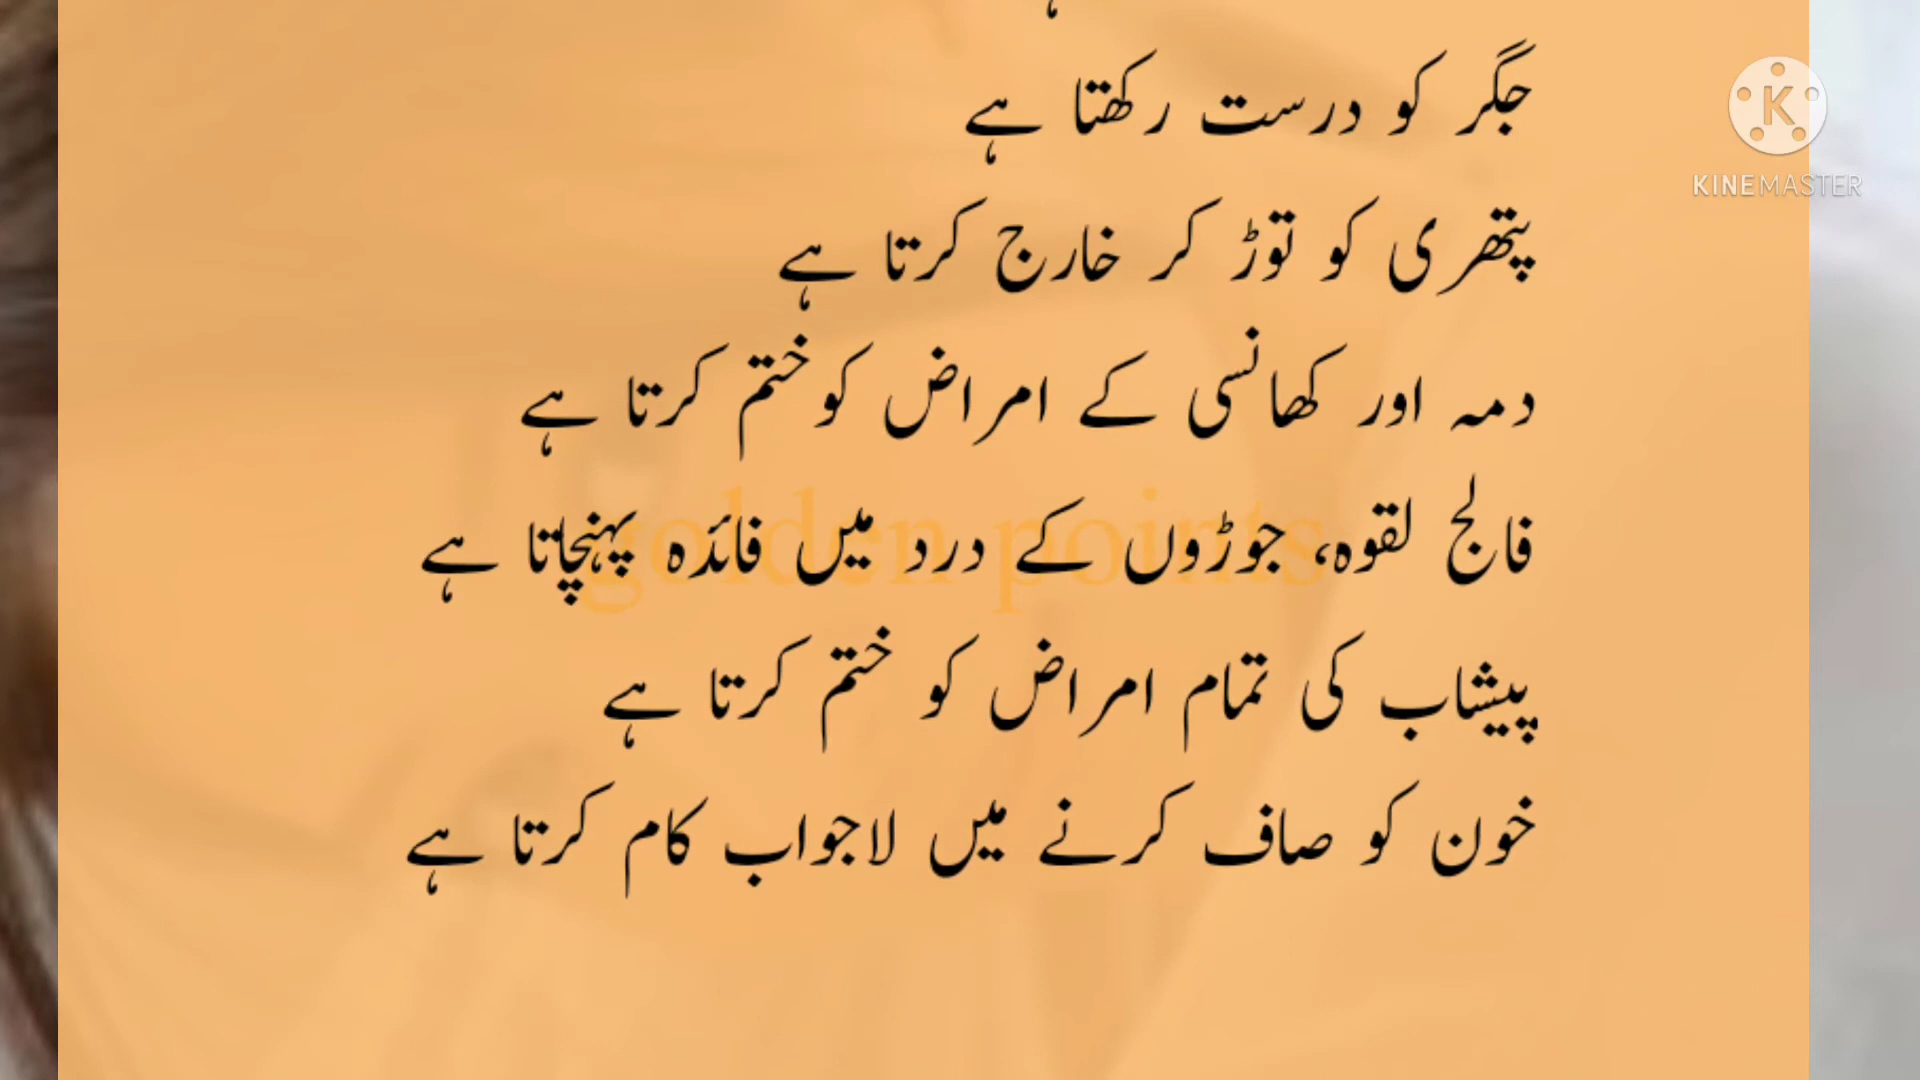 جگر کو درست رکھتا ہے
پتھری کو توڑ کر خارج کرتا ہے
دمہ اور کھانسی کے امراض کو ختم کرتا ہے
فالج لقوہ، جوڑوں کے درد میں فائدہ پہنچاتا ہے
پیشاب کی تمام امراض کو ختم کرتا ہے
خون کو صاف کرنے میں لاجواب کام کرتا ہے
golden points
K
KINEMASTER